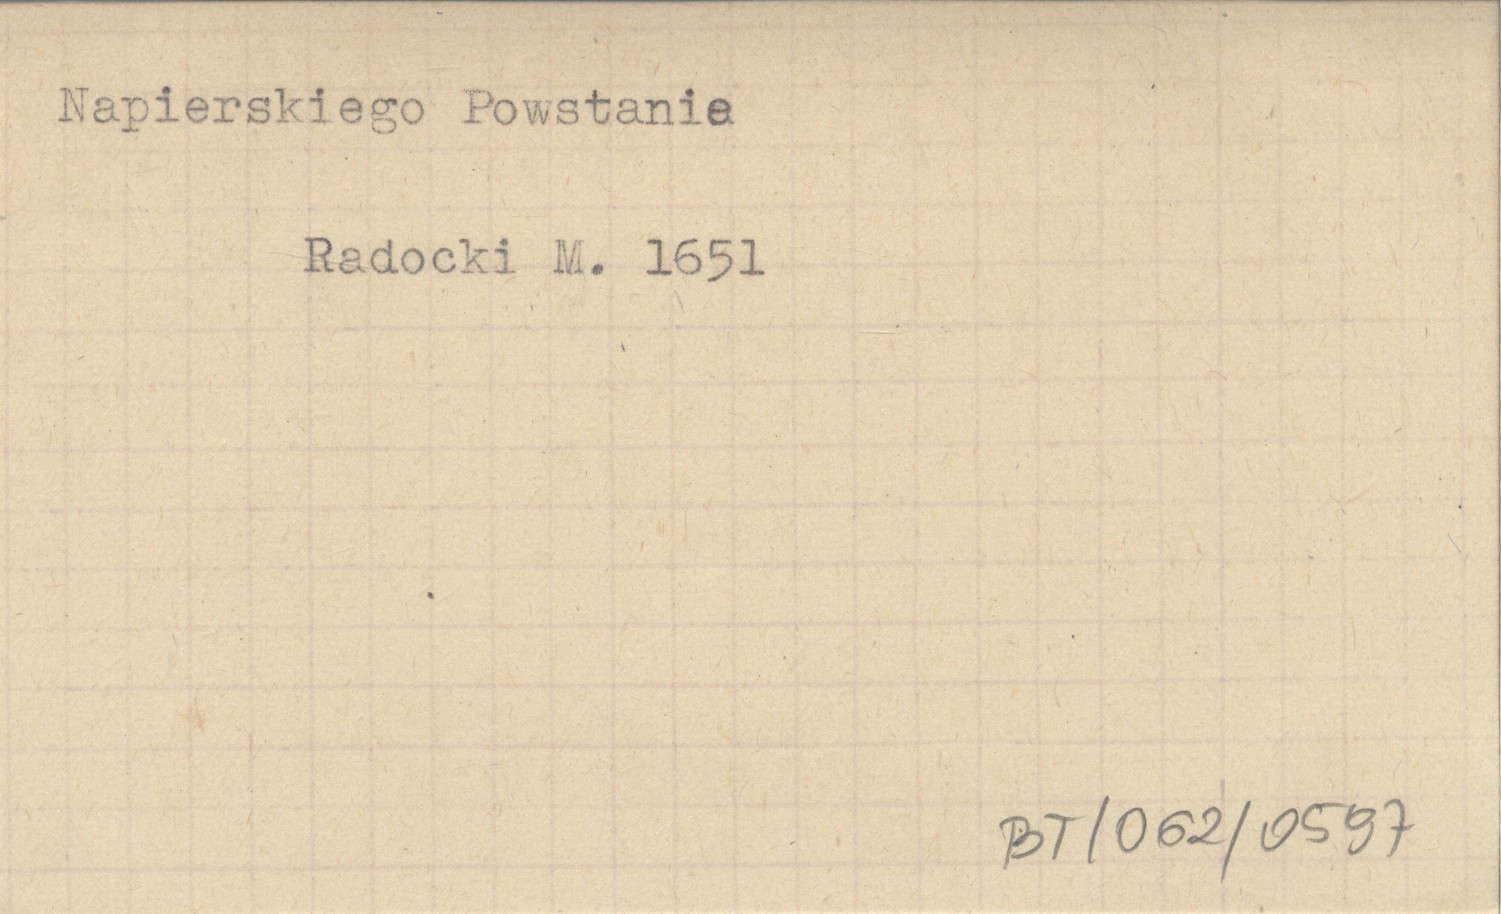 Napierskiego Powstanie
Radocki M. 1651
BT/062/0597